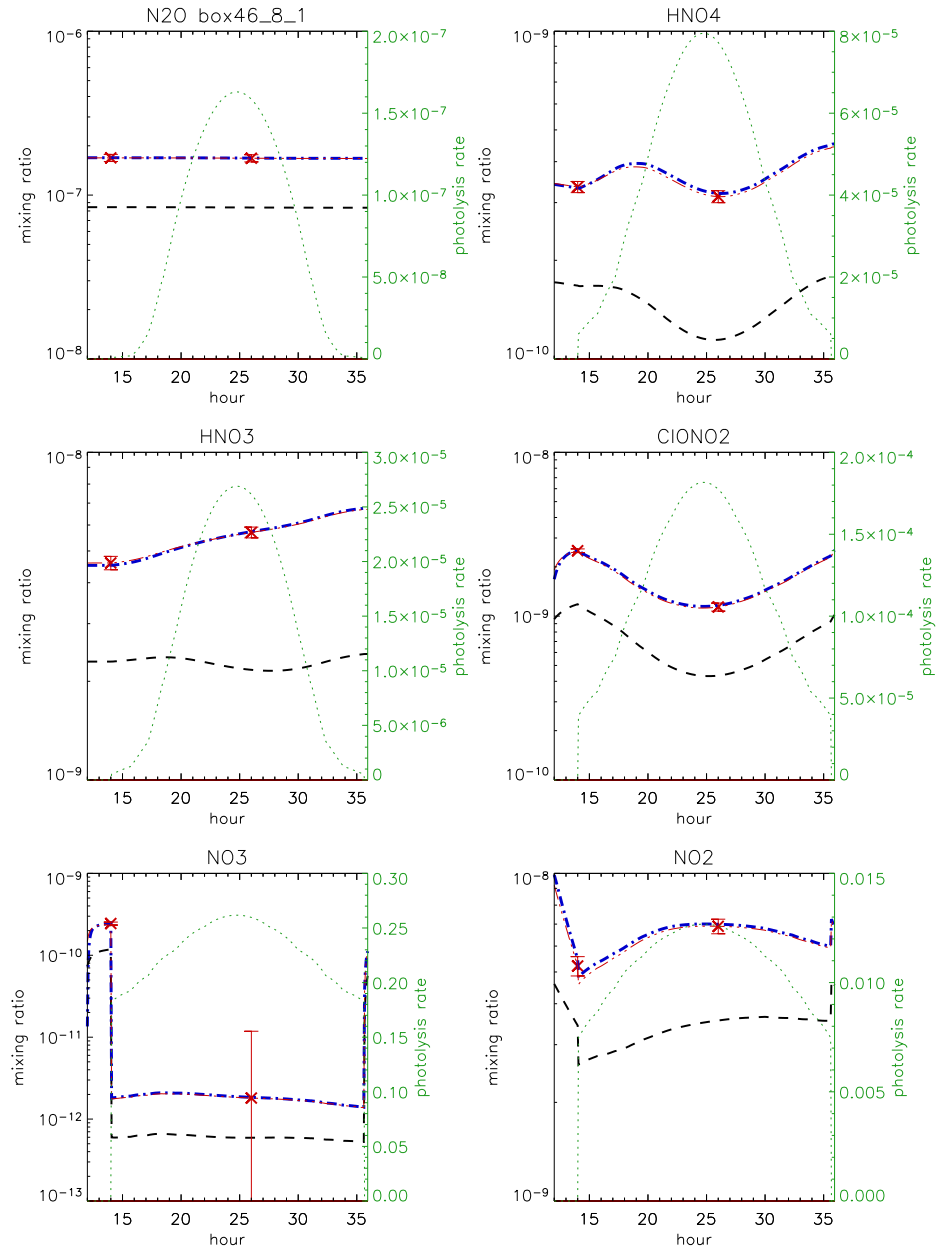 N2O box46_8_1
10⁻⁶
10⁻⁷
10⁻⁸
mixing ratio
2.0×10⁻⁷
1.5×10⁻⁷
1.0×10⁻⁷
5.0×10⁻⁸
0
photolysis rate
15 20 25 30 35
hour
HNO4
10⁻⁹
10⁻¹⁰
mixing ratio
8×10⁻⁵
6×10⁻⁵
4×10⁻⁵
2×10⁻⁵
0
photolysis rate
15 20 25 30 35
hour
HNO3
10⁻⁸
10⁻⁹
mixing ratio
3.0×10⁻⁵
2.5×10⁻⁵
2.0×10⁻⁵
1.5×10⁻⁵
1.0×10⁻⁵
5.0×10⁻⁶
0
photolysis rate
15 20 25 30 35
hour
ClONO2
10⁻⁸
10⁻⁹
10⁻¹⁰
mixing ratio
2.0×10⁻⁴
1.5×10⁻⁴
1.0×10⁻⁴
5.0×10⁻⁵
0
photolysis rate
15 20 25 30 35
hour
NO3
10⁻⁹
10⁻¹⁰
10⁻¹¹
10⁻¹²
10⁻¹³
mixing ratio
0.30
0.25
0.20
0.15
0.10
0.05
0.00
photolysis rate
15 20 25 30 35
hour
NO2
10⁻⁸
10⁻⁹
mixing ratio
0.015
0.010
0.005
0.000
photolysis rate
15 20 25 30 35
hour